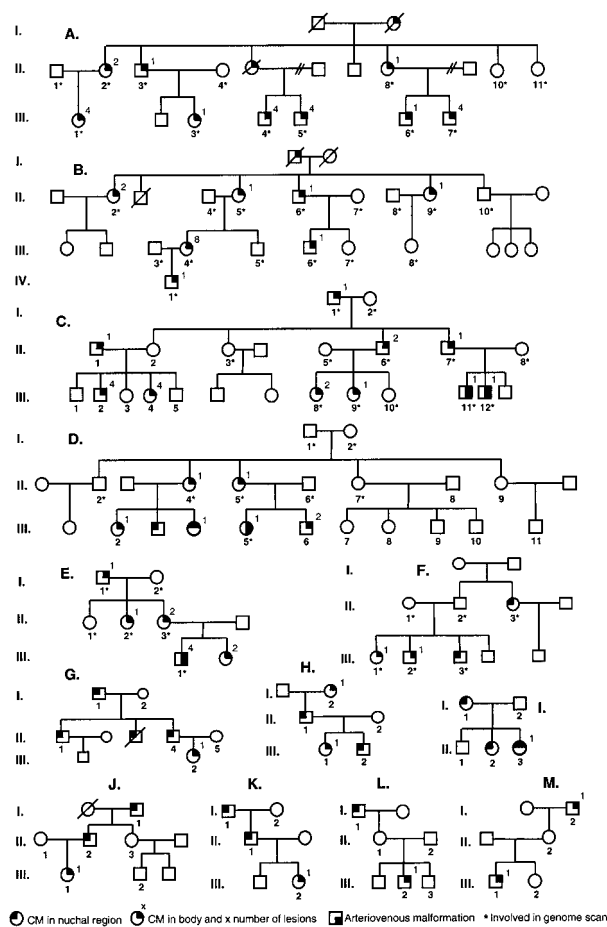 I.
A.
II.
2 1 1
1* 2* 3* 4* 8* 10* 11*
III.
4 1 4 4 1 4
1* 3* 4* 5* 6* 7*
I.
B.
II.
2 1 1 1
2* 4* 5* 6* 7* 8* 9* 10*
III.
8 1
3* 4* 5* 6* 7* 8*
IV.
1
1*
I.
1
1* 2*
C.
II.
1 2 1
1 2 3* 5* 6* 7* 8*
III.
4 4 2 1 1 1
1 2 3 4 5 8* 9* 10* 11* 12*
I.
D.
1* 2*
II.
1 1
2* 4* 5* 6* 7* 8 9
III.
1 1 1 2
2 5* 6 7 8 9 10 11
E.
I.
1
1* 2*
II.
1 2
1* 2* 3*
III.
4 2
1*
I.
F.
II.
1* 2* 3*
III.
1 1
1* 2* 3*
G.
I.
1 2
II.
1 4 5
III.
1
2
H.
I.
2
2
II.
1 2
III.
1 1
1 2
I.
I.
1 2
II.
1
1 2 3
J.
I.
1
II.
1 2 3
III.
1
1 2
K.
I.
1 2
II.
1
III.
1
2
L.
I.
1
II.
1 2
III.
1
2 3
M.
I.
1
2
II.
2
III.
1
1 2
CM in nuchal region
x
CM in body and x number of lesions
Arteriovenous malformation
* Involved in genome scan